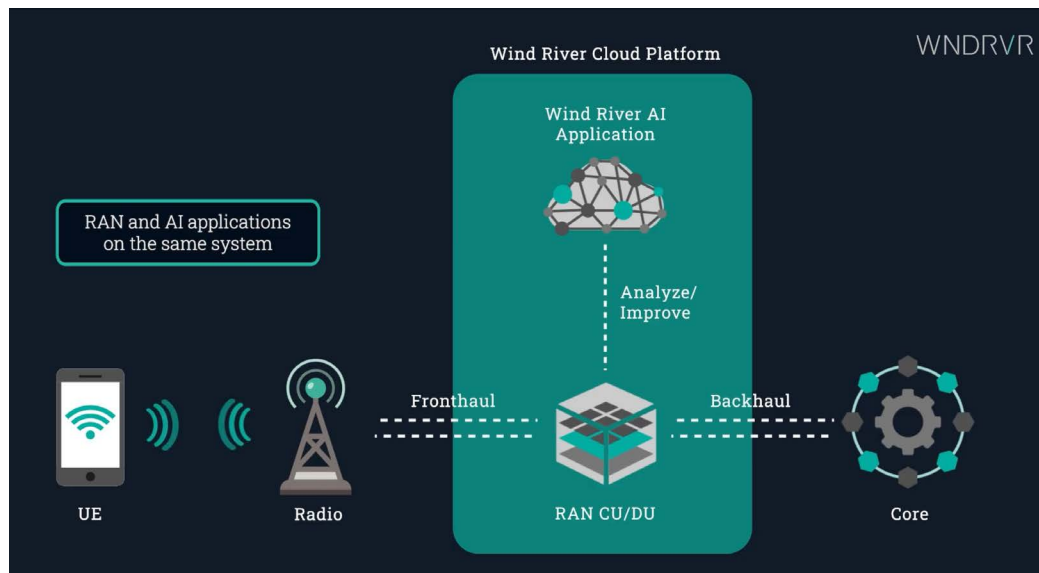 WNDRVR
Wind River Cloud Platform
Wind River AI
Application
RAN and AI applications
on the same system
Analyze/
Improve
Fronthaul
Backhaul
UE
Radio
RAN CU/DU
Core